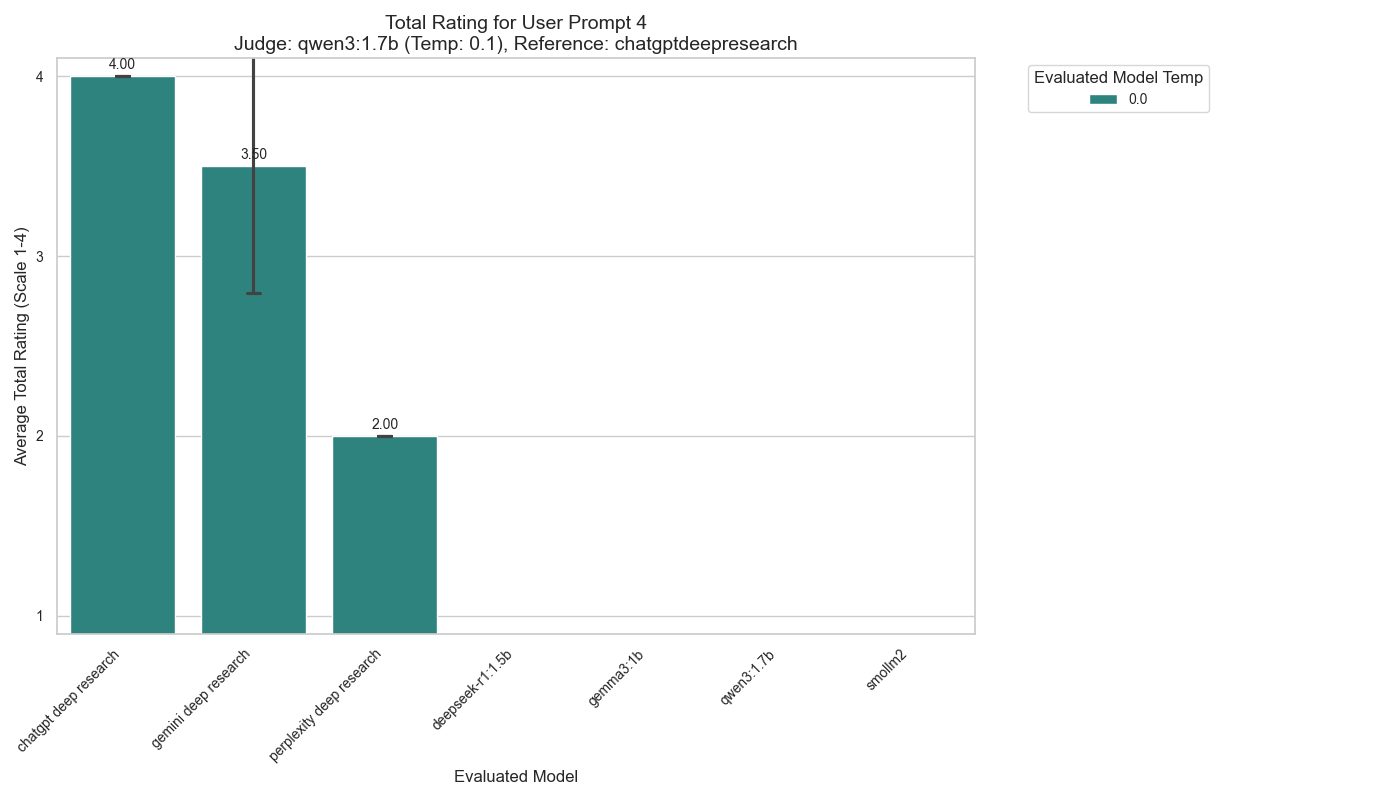 Total Rating for User Prompt 4
Judge: qwen3:1.7b (Temp: 0.1), Reference: chatgptdeepresearch
Average Total Rating (Scale 1-4)
4
3
2
1
4.00
3.50
2.00
chatgpt deep research
gemini deep research
perplexity deep research
deepseek-r1:1.5b
gemma3:1b
qwen3:1.7b
smollm2
Evaluated Model
Evaluated Model Temp
0.0